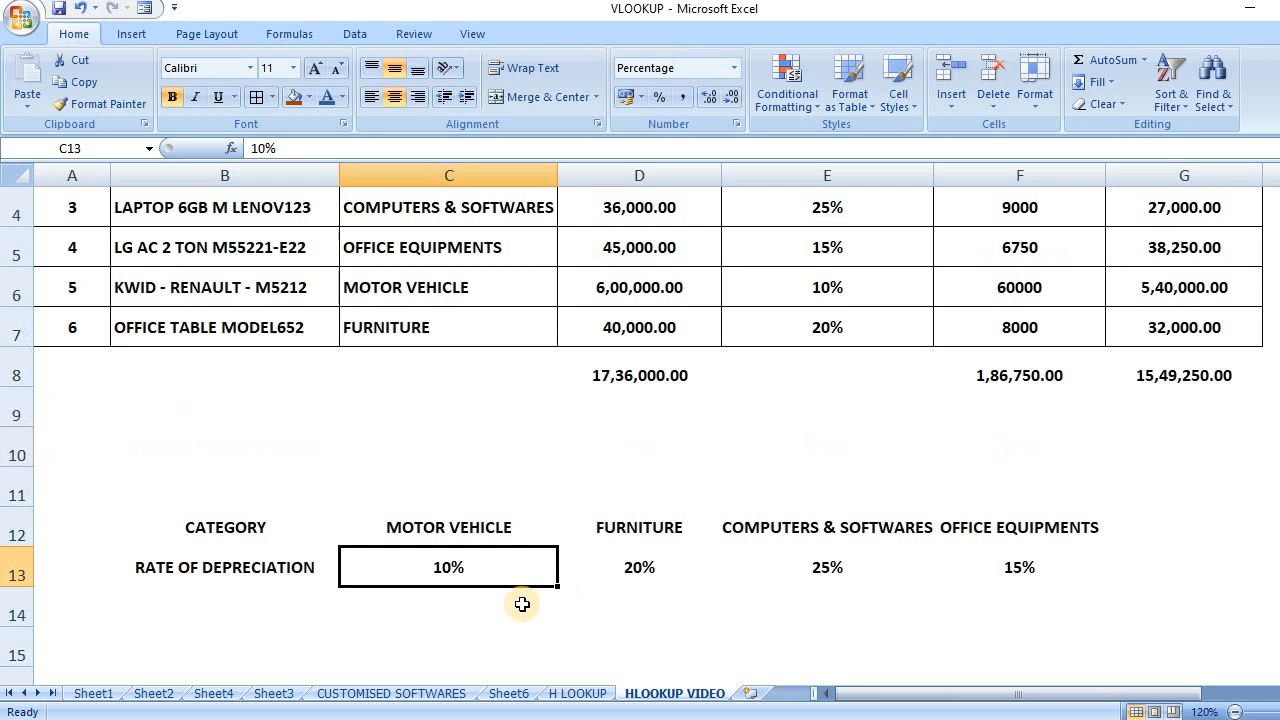 VLOOKUP - Microsoft Excel
Home Insert Page Layout Formulas Data Review View
Paste
Cut
Copy
Format Painter
Clipboard
Calibri 11
B I U
Font
Wrap Text
Merge & Center
Alignment
Percentage
% ,
Number
Conditional Formatting
Format as Table
Cell Styles
Styles
Insert Delete Format
Cells
Σ AutoSum
Fill
Clear
Sort & Filter
Find & Select
Editing
C13 fx 10%
A B C D E F G
4 3 LAPTOP 6GB M LENOV123 COMPUTERS & SOFTWARES 36,000.00 25% 9000 27,000.00
5 4 LG AC 2 TON M55221-E22 OFFICE EQUIPMENTS 45,000.00 15% 6750 38,250.00
6 5 KWID - RENAULT - M5212 MOTOR VEHICLE 6,00,000.00 10% 60000 5,40,000.00
7 6 OFFICE TABLE MODEL652 FURNITURE 40,000.00 20% 8000 32,000.00
8 17,36,000.00 1,86,750.00 15,49,250.00
9
10
11
12 CATEGORY MOTOR VEHICLE FURNITURE COMPUTERS & SOFTWARES OFFICE EQUIPMENTS
13 RATE OF DEPRECIATION 10% 20% 25% 15%
14
15
Sheet1 Sheet2 Sheet4 Sheet3 CUSTOMISED SOFTWARES Sheet6 H LOOKUP HLOOKUP VIDEO
Ready 120%